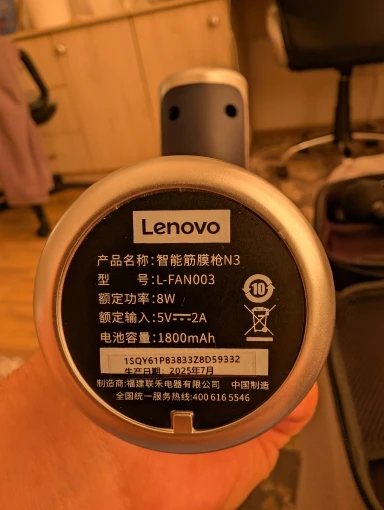 Lenovo
产品名称:智能筋膜枪N3
型 号:L-FAN003
额定功率:8W
额定输入:5V⎓2A
电池容量:1800mAh
10
1SQY61P83833Z8D59332
生产日期: 2025年7月
制造商:福建联禾电器有限公司 中国制造
全国统一服务热线:400 616 5546